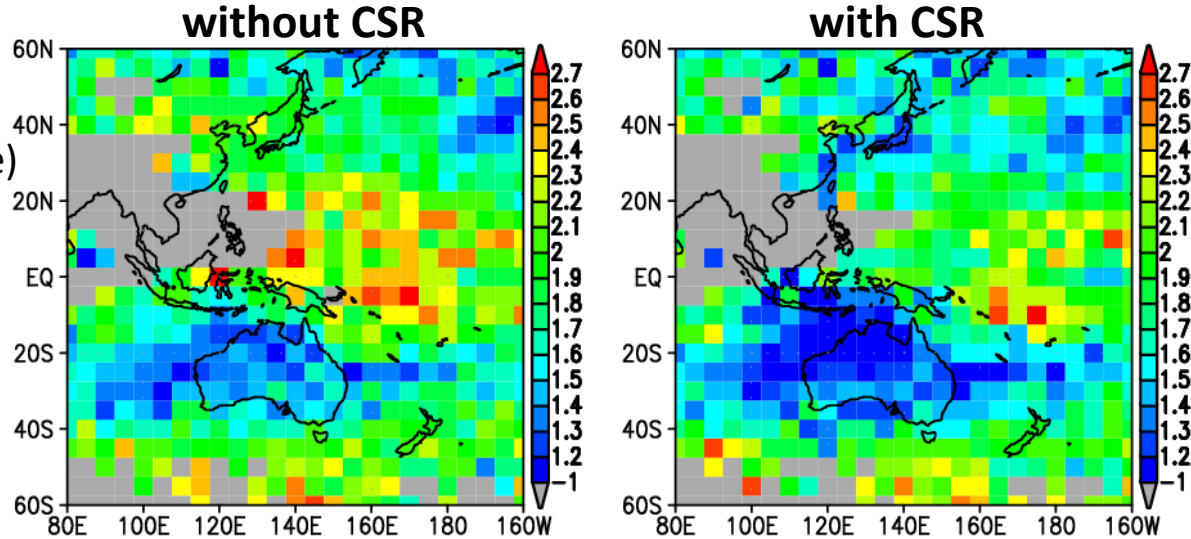 without CSR
with CSR
60N
40N
20N
EQ
20S
40S
60S
80E 100E 120E 140E 160E 180 160W
2.7
2.6
2.5
2.4
2.3
2.2
2.1
2
1.9
1.8
1.7
1.6
1.5
1.4
1.3
1.2
-1
e)
60N
40N
20N
EQ
20S
40S
60S
80E 100E 120E 140E 160E 180 160W
2.7
2.6
2.5
2.4
2.3
2.2
2.1
2
1.9
1.8
1.7
1.6
1.5
1.4
1.3
1.2
-1